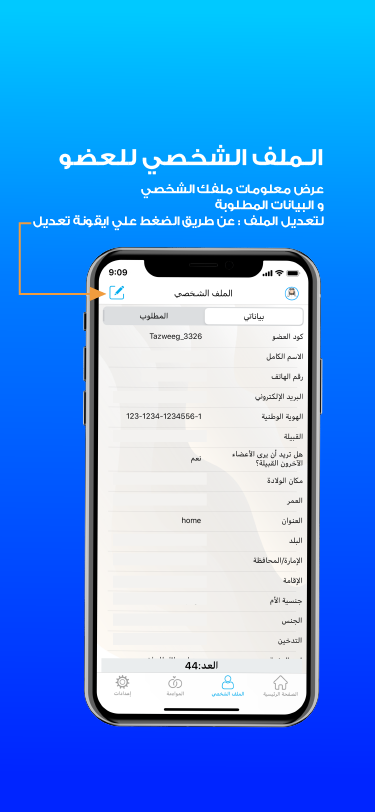 الملف الشخصي للعضو
عرض معلومات ملفك الشخصي
و البيانات المطلوبة
لتعديل الملف : عن طريق الضغط علي ايقونة تعديل
9:09
الملف الشخصي
بياناتي
المطلوب
كود العضو Tazweeg_3326
الاسم الكامل
رقم الهاتف
البريد الإلكتروني
الهوية الوطنية 123-1234-1234556-1
القبيلة
هل تريد أن يرى الأعضاء الآخرون القبيلة؟ نعم
مكان الولادة
العمر
العنوان home
البلد
الإمارة/المحافظة
الإقامة
جنسية الأم
الجنس
التدخين
العد:44
الصفحة الرئيسية
الملف الشخصي
المواءمة
إعدادات